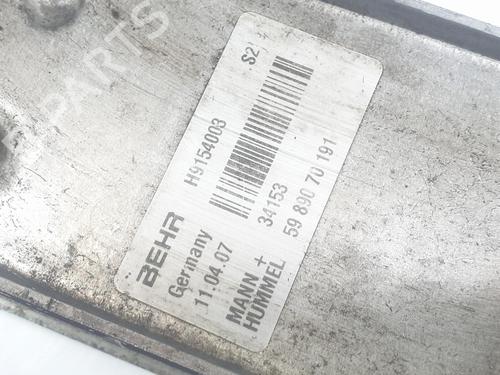 BEHR
H9154003
S2
Germany
11.04.07
34153
MANN +
HUMMEL
59 890 70 191
PARTS